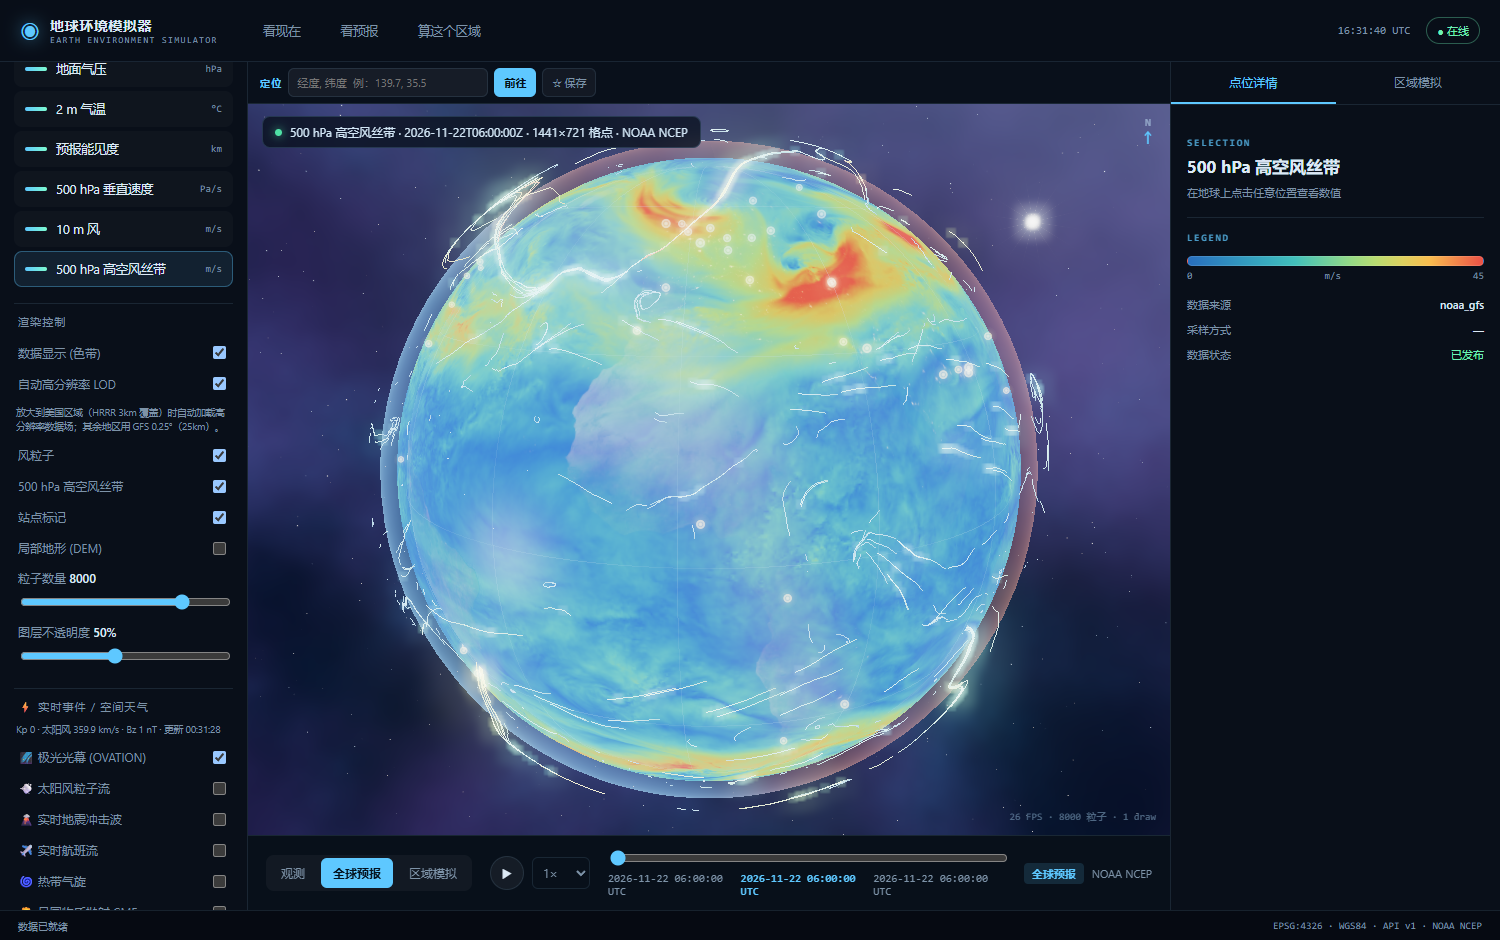 地球环境模拟器
EARTH ENVIRONMENT SIMULATOR
看现在
看预报
算这个区域
16:31:40 UTC
● 在线
地面气压 hPa
2 m 气温 °C
预报能见度 km
500 hPa 垂直速度 Pa/s
10 m 风 m/s
500 hPa 高空风丝带 m/s
渲染控制
数据显示 (色带)
自动高分辨率 LOD
放大到美国区域（HRRR 3km 覆盖）时自动加载高
分辨率数据场；其余地区用 GFS 0.25°（25km）。
风粒子
500 hPa 高空风丝带
站点标记
局部地形 (DEM)
粒子数量 8000
图层不透明度 50%
实时事件 / 空间天气
Kp 0 · 太阳风 359.9 km/s · Bz 1 nT · 更新 00:31:28
极光光幕 (OVATION)
太阳风粒子流
实时地震冲击波
实时航班流
热带气旋
定位
经度, 纬度 例：139.7, 35.5
前往
☆ 保存
500 hPa 高空风丝带 · 2026-11-22T06:00:00Z · 1441×721 格点 · NOAA NCEP
N
↑
26 FPS · 8000 粒子 · 1 draw
观测
全球预报
区域模拟
▶
1×
2026-11-22 06:00:00
UTC
2026-11-22 06:00:00
UTC
2026-11-22 06:00:00
UTC
全球预报
NOAA NCEP
点位详情
区域模拟
SELECTION
500 hPa 高空风丝带
在地球上点击任意位置查看数值
LEGEND
0 m/s 45
数据来源 noaa_gfs
采样方式 —
数据状态 已发布
数据已就绪
EPSG:4326 · WGS84 · API v1 · NOAA NCEP